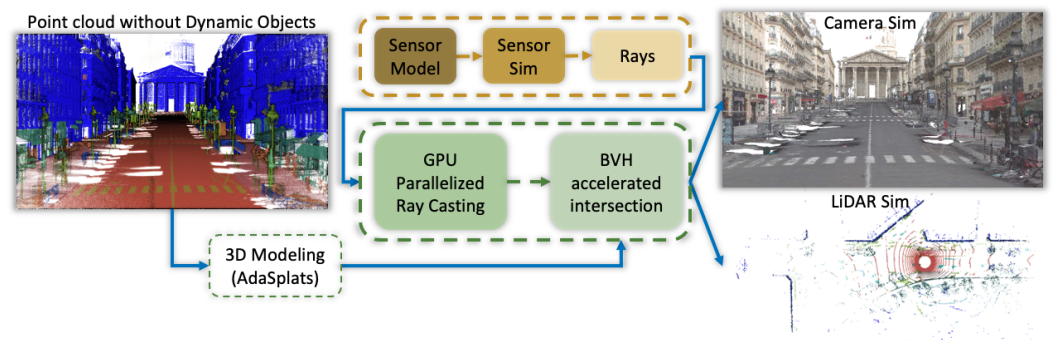 Point cloud without Dynamic Objects
Sensor
Model
Sensor
Sim
Rays
Camera Sim
GPU
Parallelized
Ray Casting
BVH
accelerated
intersection
LiDAR Sim
3D Modeling
(AdaSplats)